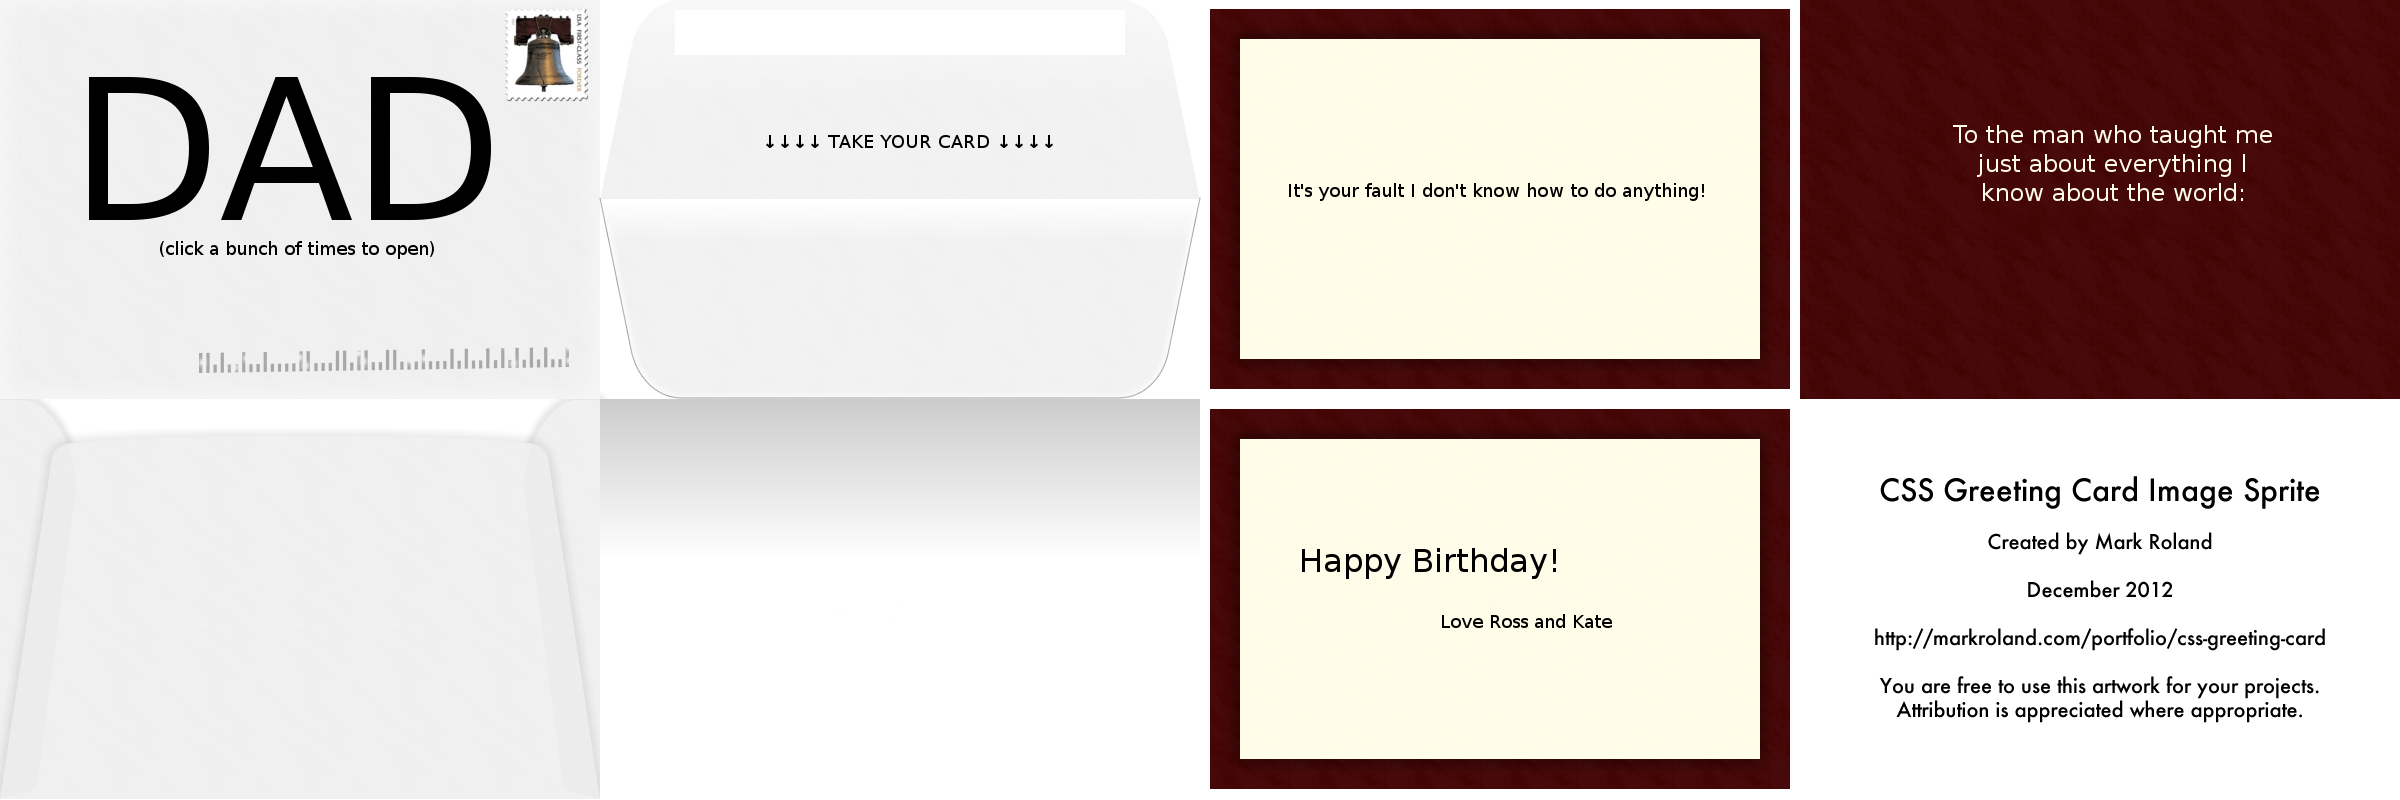 DAD
(click a bunch of times to open)
USA FIRST-CLASS FOREVER
↓↓↓↓ TAKE YOUR CARD ↓↓↓↓
It's your fault I don't know how to do anything!
To the man who taught me
just about everything I
know about the world:
Happy Birthday!
Love Ross and Kate
CSS Greeting Card Image Sprite
Created by Mark Roland
December 2012
http://markroland.com/portfolio/css-greeting-card
You are free to use this artwork for your projects.
Attribution is appreciated where appropriate.